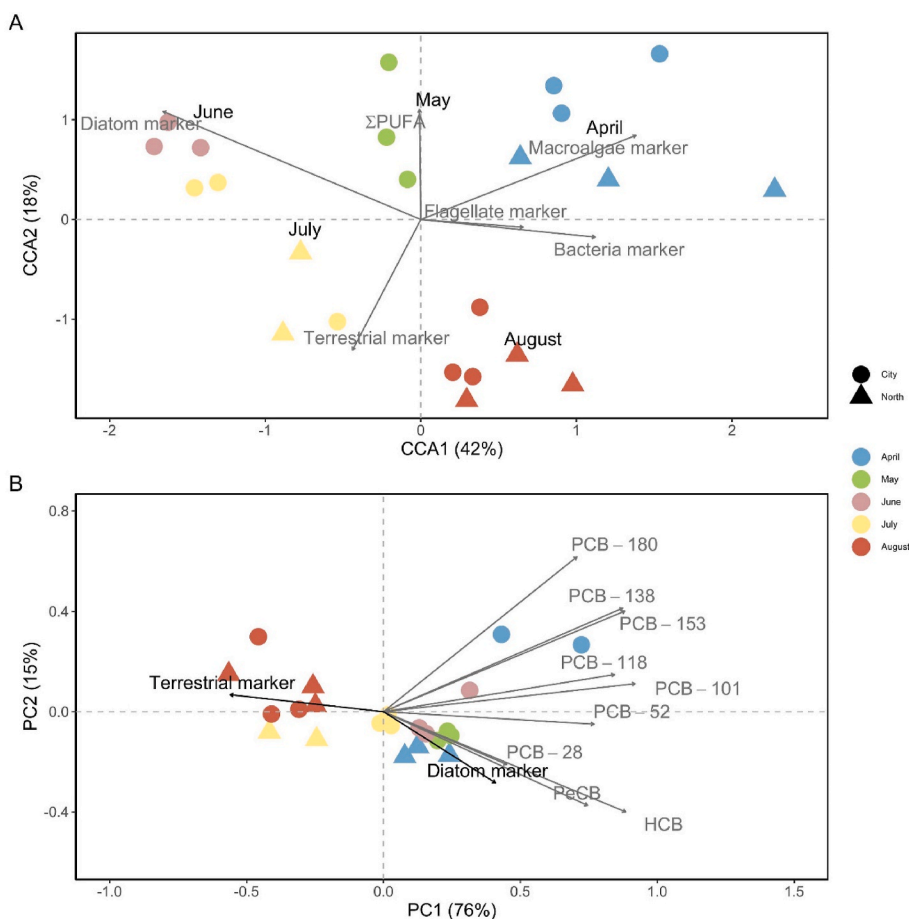 A
1
0
-1
CCA2 (18%)
Diatom marker
June
May
ΣPUFA
April
Macroalgae marker
Flagellate marker
Bacteria marker
July
Terrestrial marker
August
-2
-1
0
1
2
CCA1 (42%)
City
North
April
May
June
July
August
B
0.8
0.4
0.0
-0.4
PC2 (15%)
PCB – 180
PCB – 138
PCB – 153
PCB – 118
PCB – 101
PCB – 52
PCB – 28
Terrestrial marker
Diatom marker
PeCB
HCB
-1.0
-0.5
0.0
0.5
1.0
1.5
PC1 (76%)